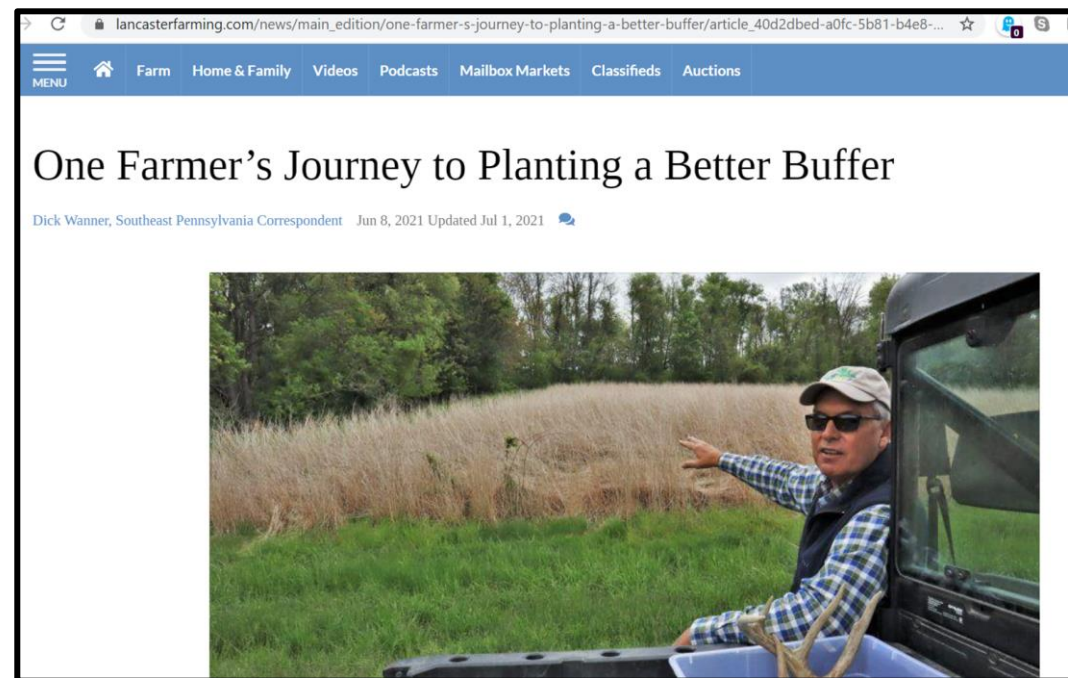 lancasterfarming.com/news/main_edition/one-farmer-s-journey-to-planting-a-better-buffer/article_40d2dbed-a0fc-5b81-b4e8-...
0
S
MENU Farm Home & Family Videos Podcasts Mailbox Markets Classifieds Auctions
One Farmer’s Journey to Planting a Better Buffer
Dick Wanner, Southeast Pennsylvania Correspondent Jun 8, 2021 Updated Jul 1, 2021